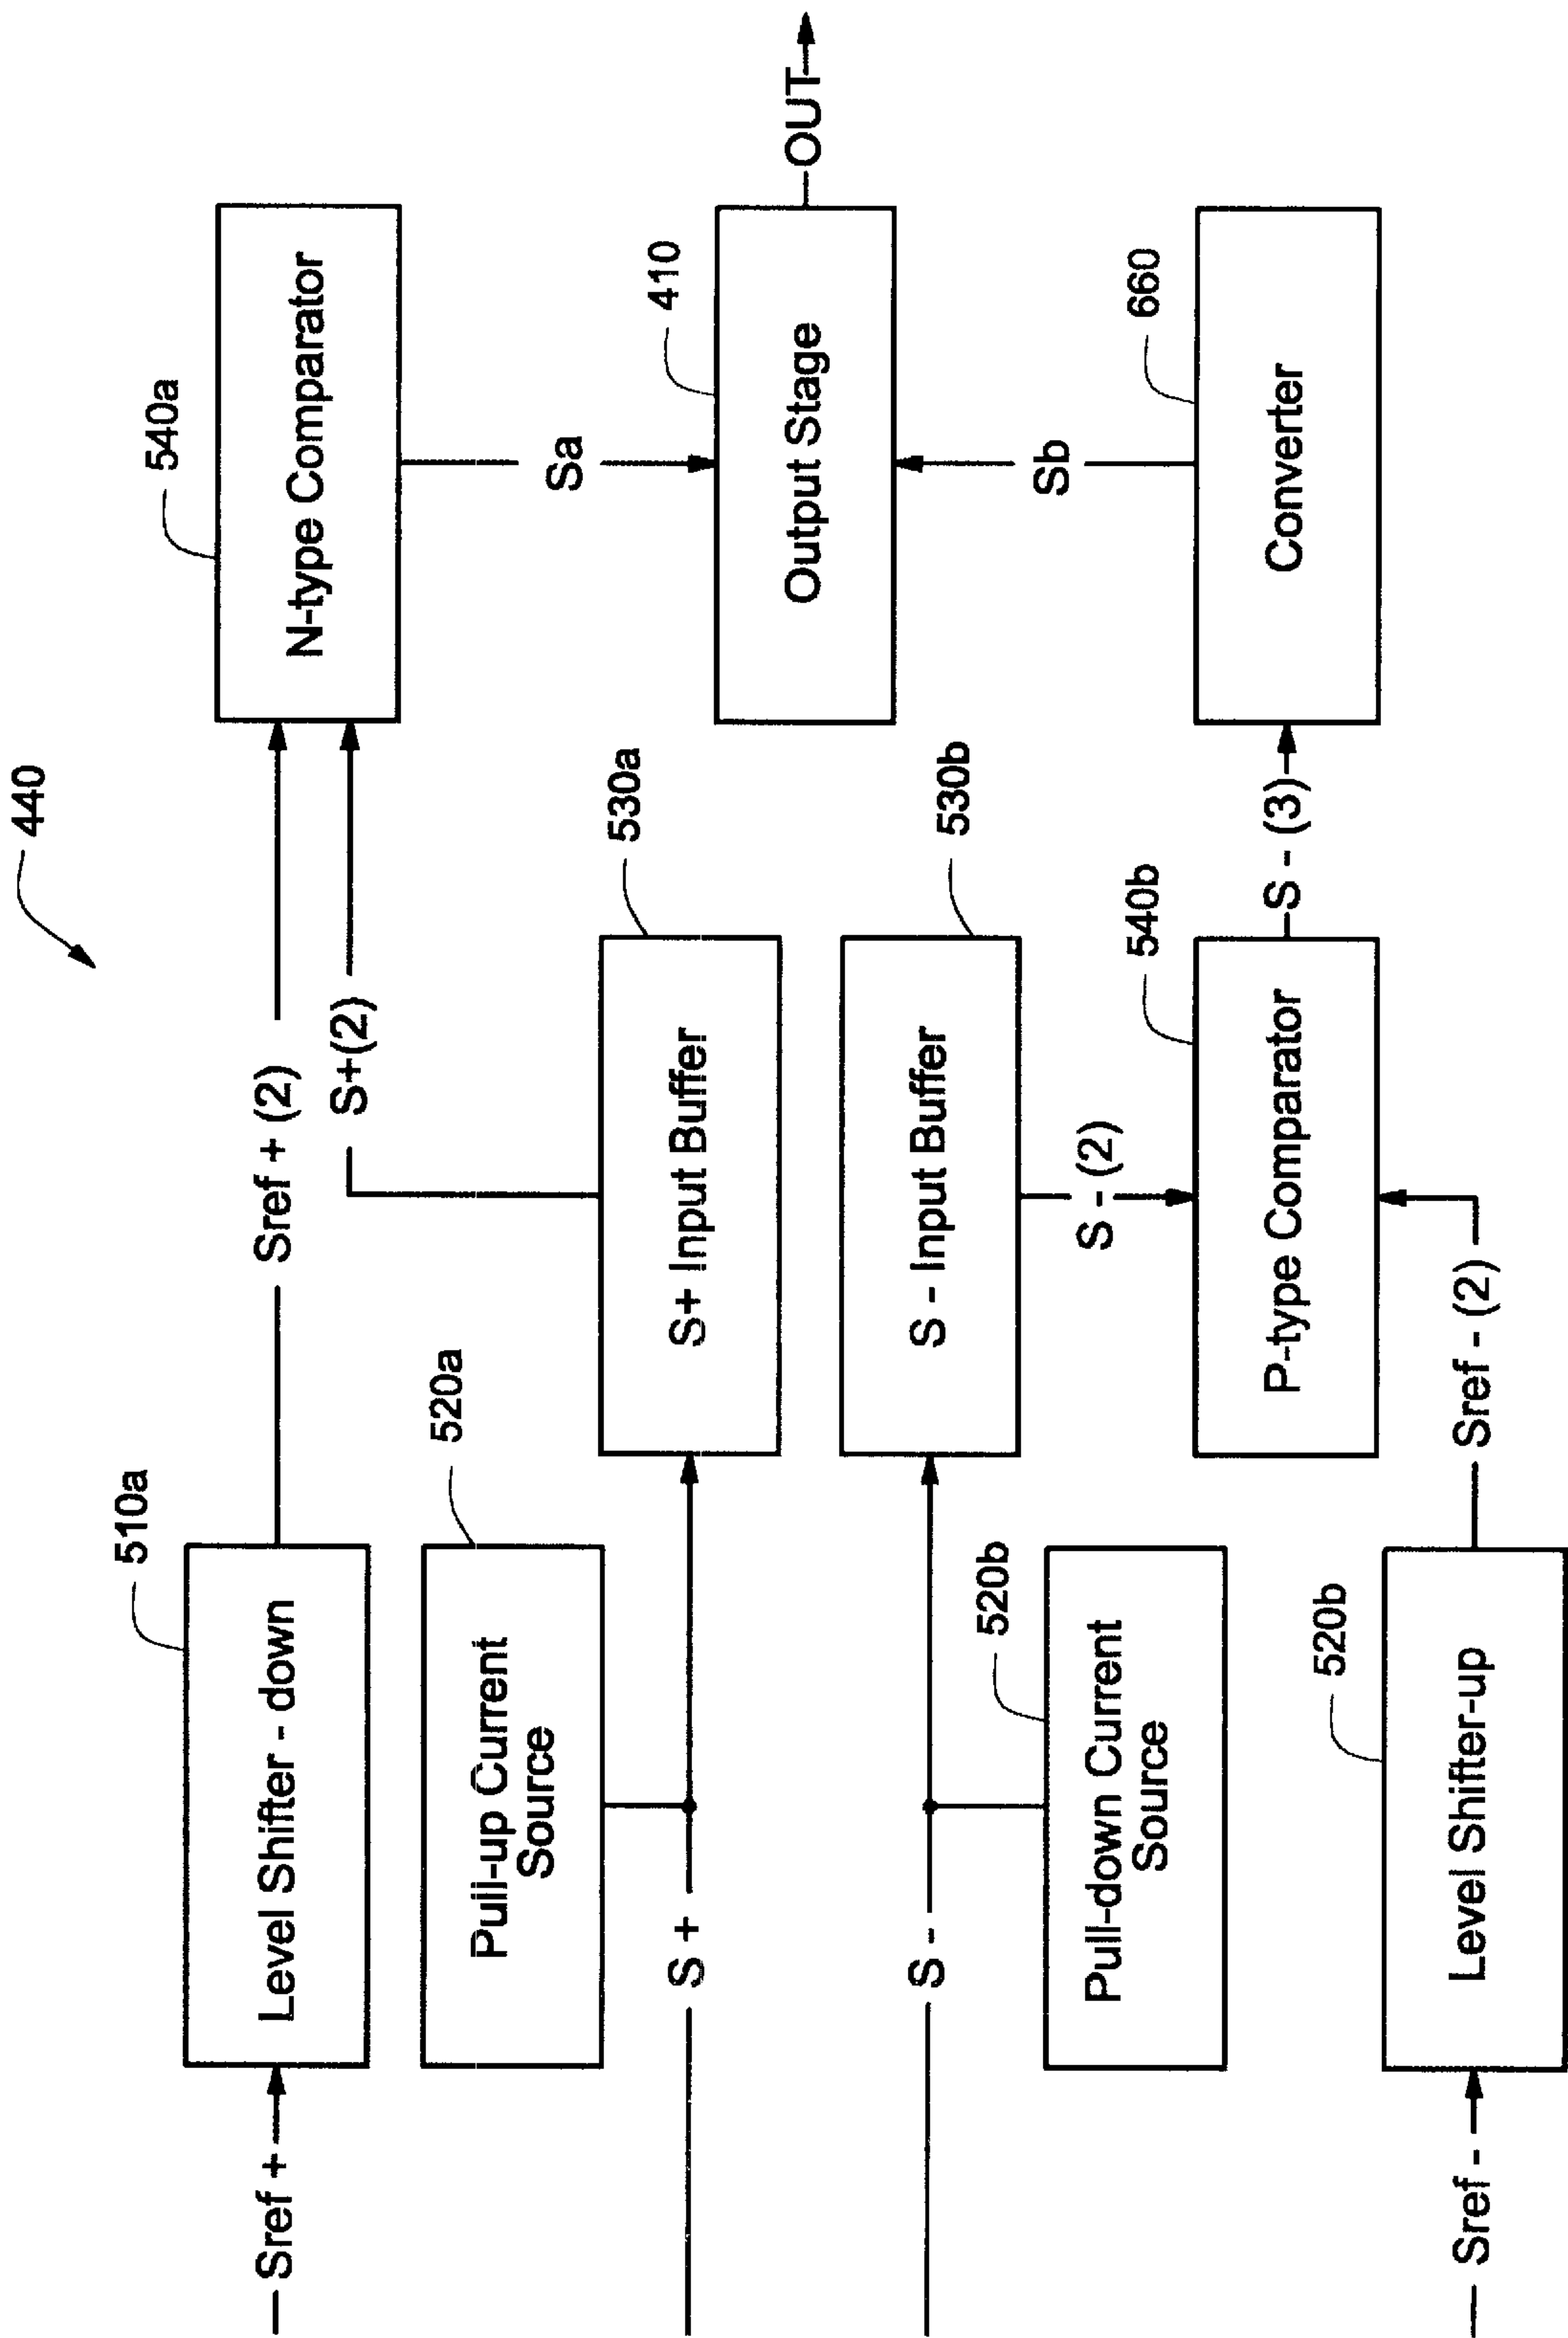 440
Sref +
510a
Level Shifter - down
Sref + (2)
540a
N-type Comparator
S+(2)
520a
Pull-up Current
Source
S +
530a
S+ Input Buffer
Sa
410
Output Stage
OUT
S -
530b
S - Input Buffer
520b
Pull-down Current
Source
S - (2)
540b
P-type Comparator
S - (3)
Sb
660
Converter
Sref -
520b
Level Shifter-up
Sref - (2)